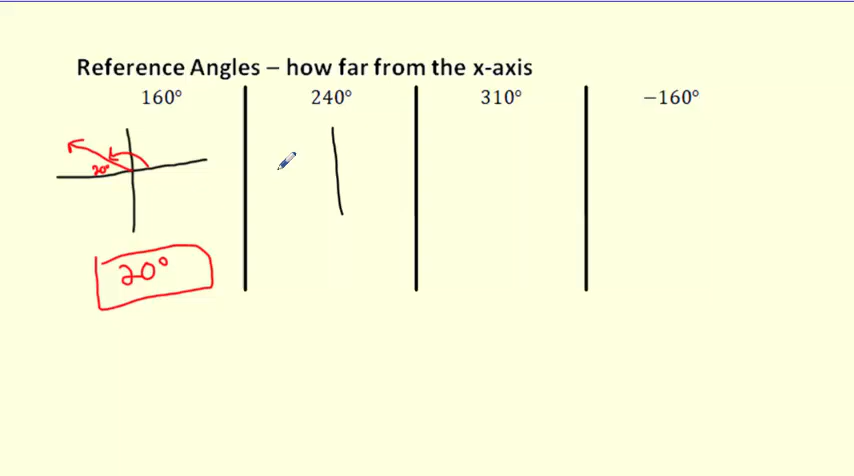 Reference Angles – how far from the x-axis
160° 240° 310° −160°
20°
20°